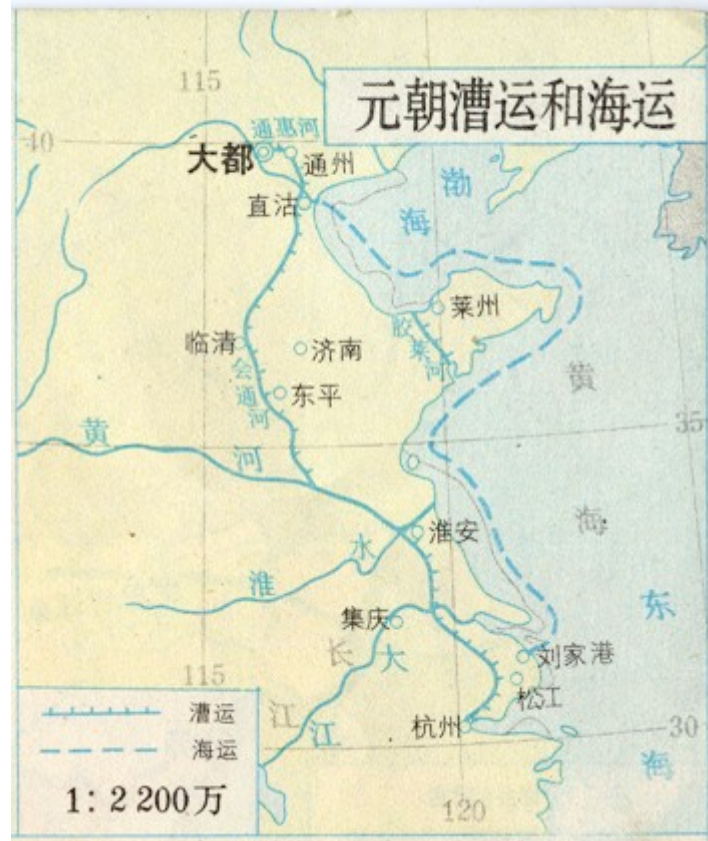 元朝漕运和海运
115
40
通惠河
大都
通州
直沽
渤
海
莱州
胶莱河
临清
济南
会通河
东平
黄
海
黄
河
35
淮安
水
淮
集庆
长
江
大
江
刘家港
松江
杭州
东
海
115
30
120
漕运
海运
1:2200万